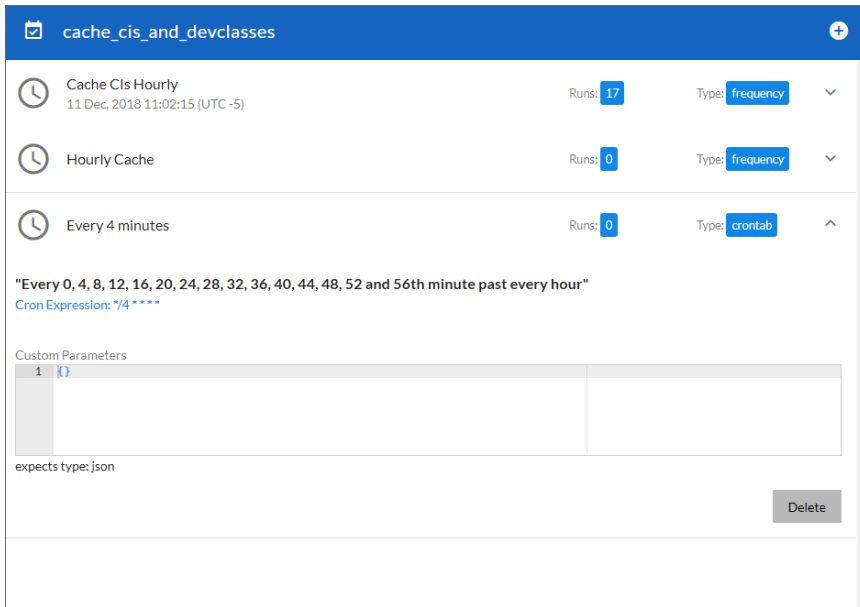 cache_cis_and_devclasses
Cache CIs Hourly
11 Dec, 2018 11:02:15 (UTC -5)
Runs: 17
Type: frequency
Hourly Cache
Runs: 0
Type: frequency
Every 4 minutes
Runs: 0
Type: crontab
"Every 0, 4, 8, 12, 16, 20, 24, 28, 32, 36, 40, 44, 48, 52 and 56th minute past every hour"
Cron Expression: */4 * * * *
Custom Parameters
1 {}
expects type: json
Delete